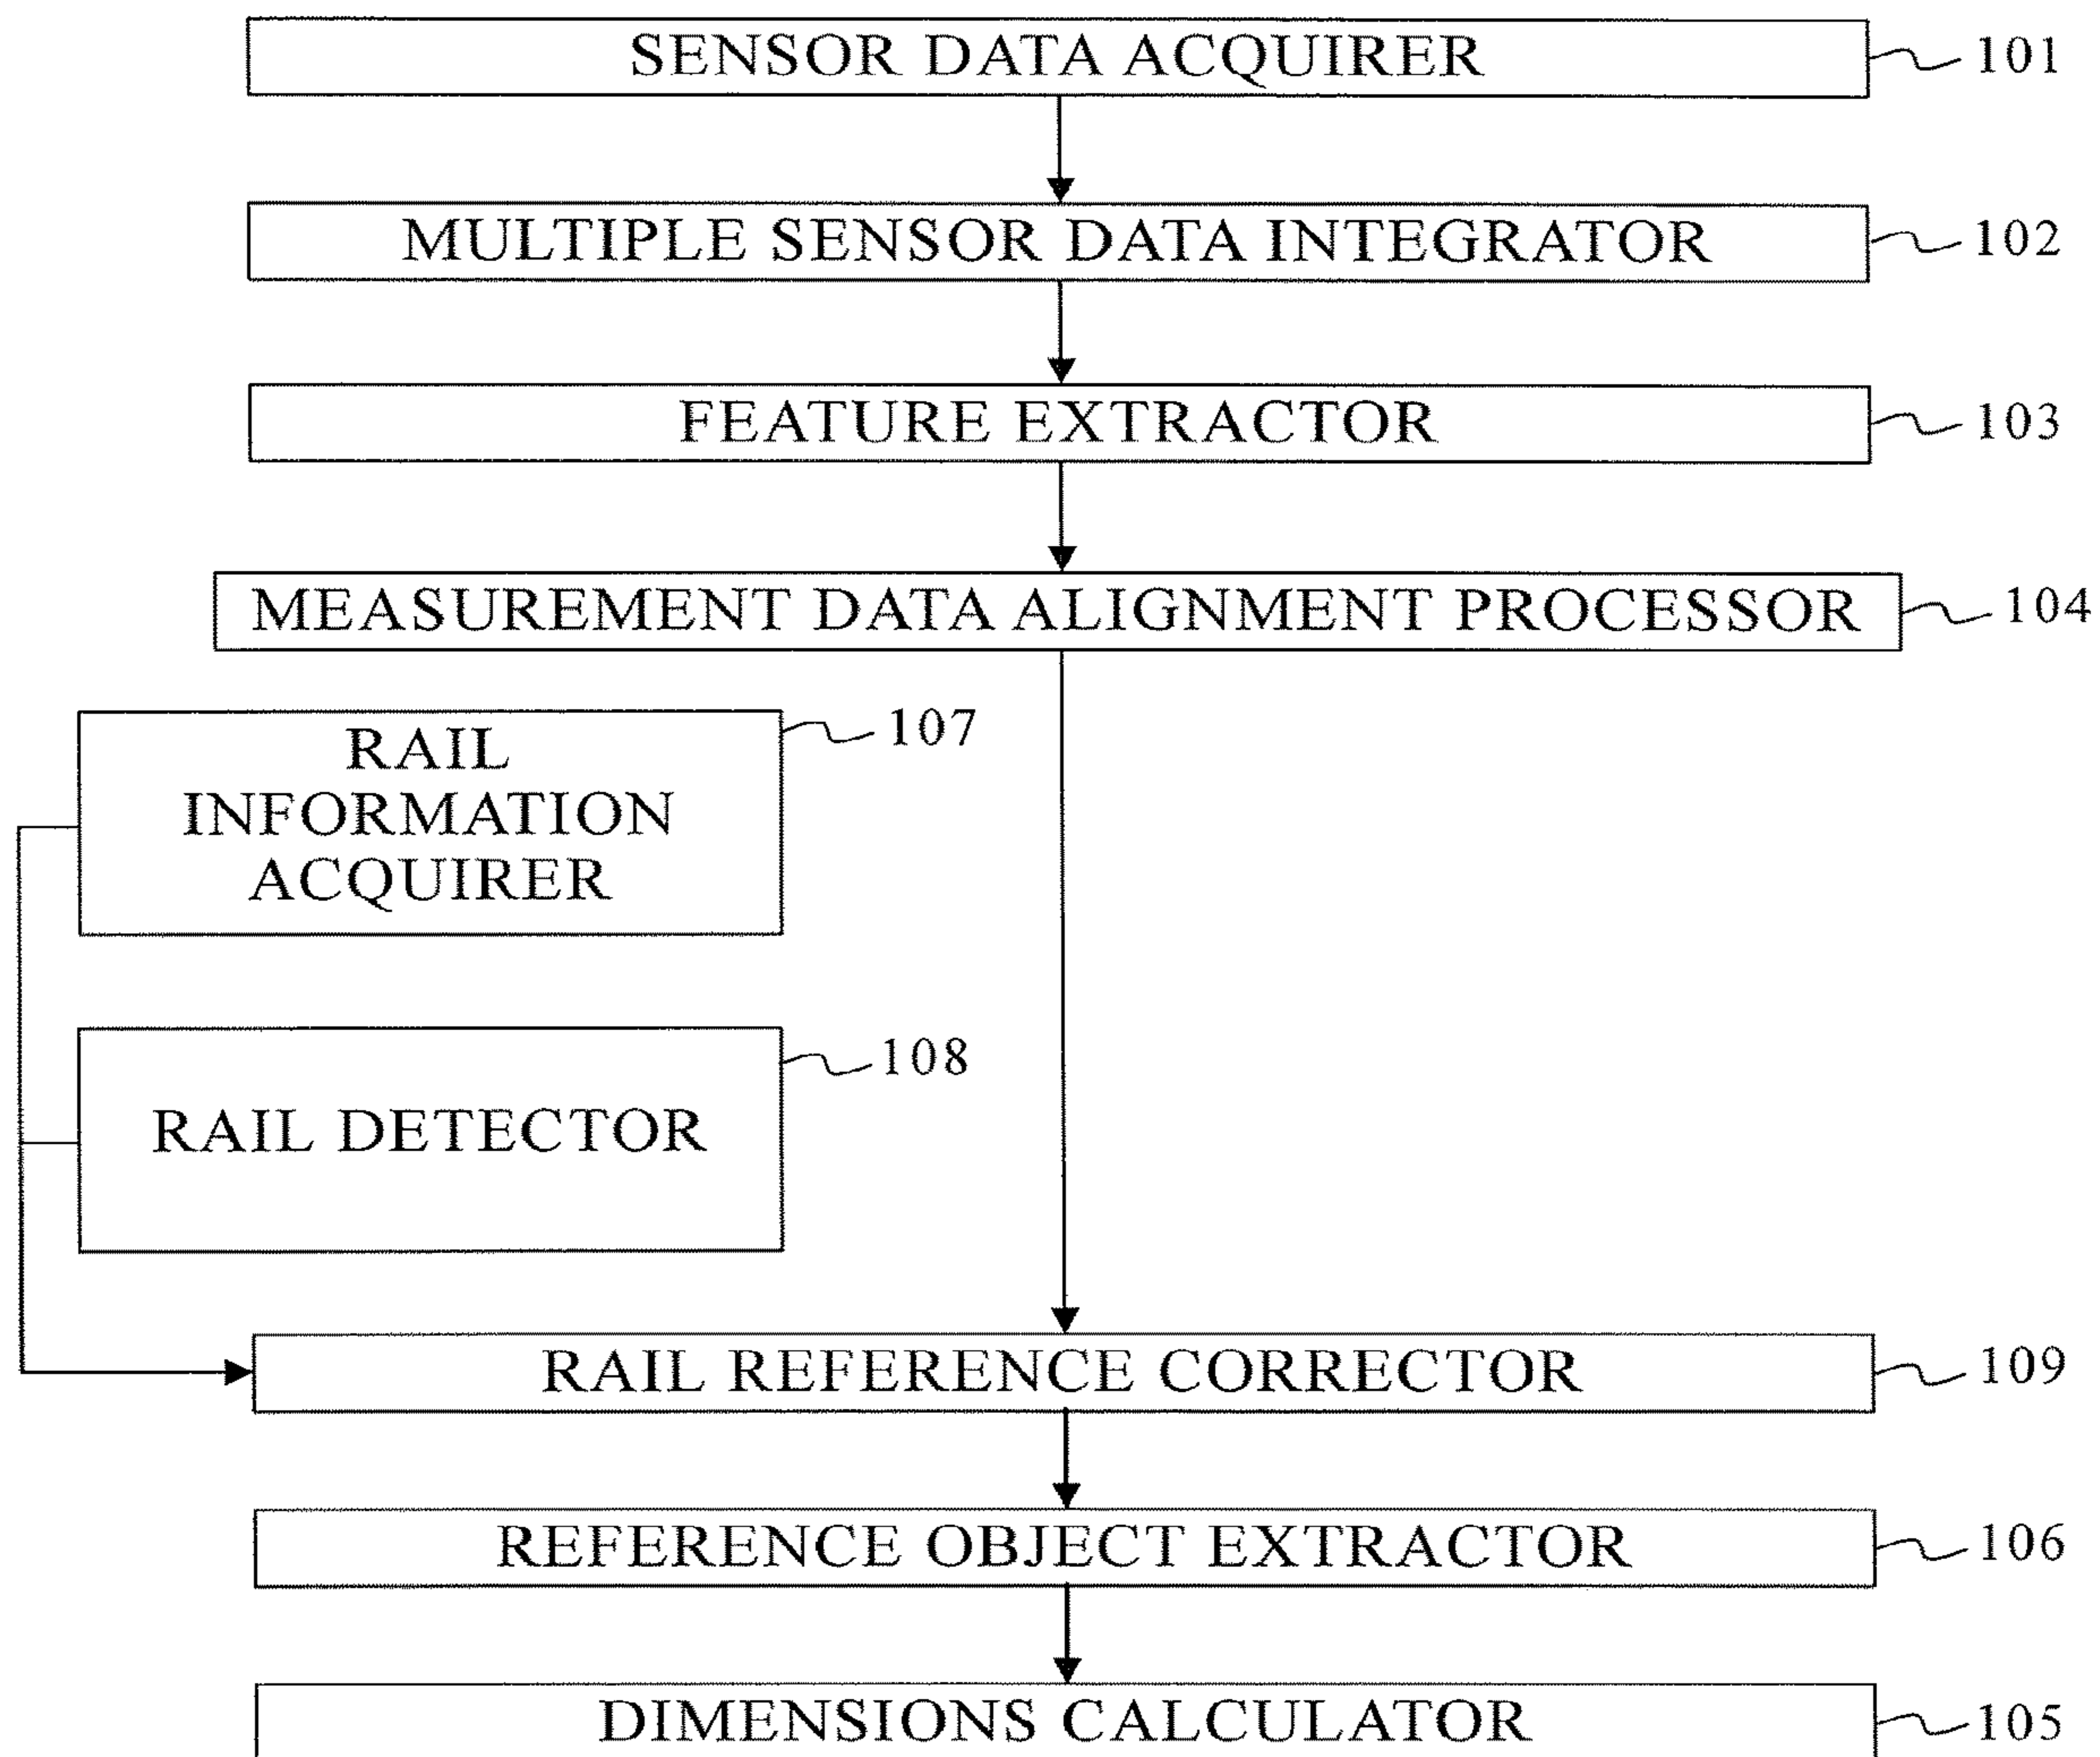 SENSOR DATA ACQUIRER 101
MULTIPLE SENSOR DATA INTEGRATOR 102
FEATURE EXTRACTOR 103
MEASUREMENT DATA ALIGNMENT PROCESSOR 104
107
RAIL
INFORMATION
ACQUIRER
108
RAIL DETECTOR
RAIL REFERENCE CORRECTOR 109
REFERENCE OBJECT EXTRACTOR 106
DIMENSIONS CALCULATOR 105